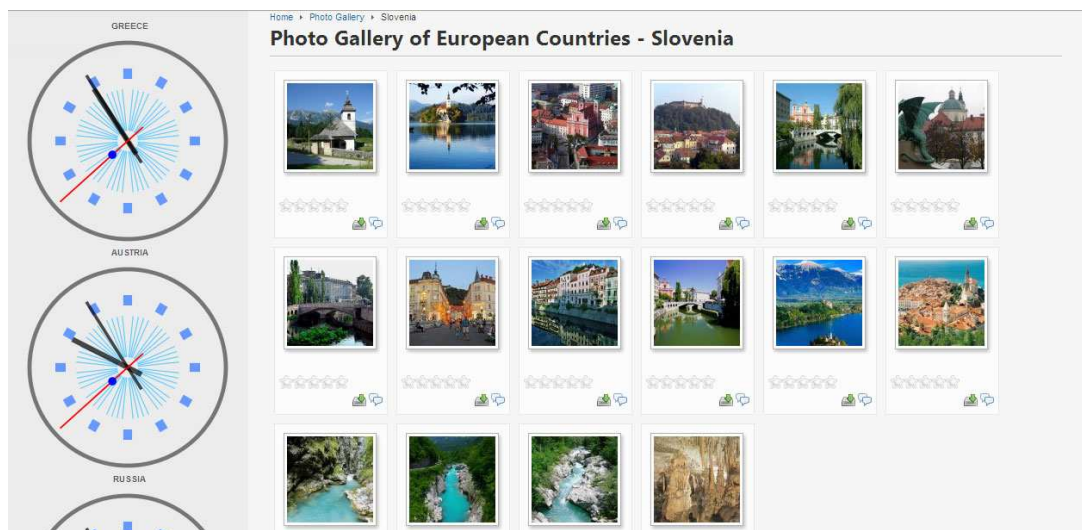 GREECE
AUSTRIA
RUSSIA
Home ▸ Photo Gallery ▸ Slovenia
Photo Gallery of European Countries - Slovenia